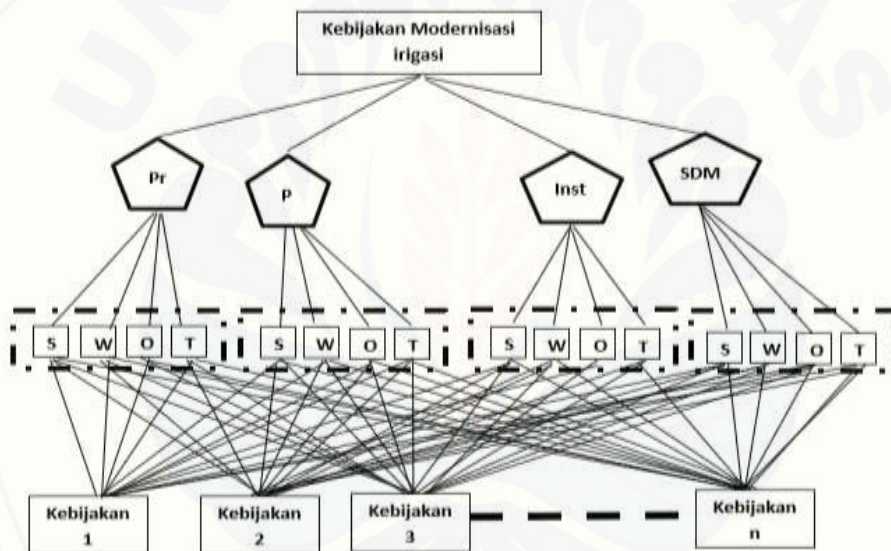 Kebijakan Modernisasi
irigasi
Pr
P
Inst
SDM
S W O T
S W O T
S W O T
S W O T
Kebijakan
1
Kebijakan
2
Kebijakan
3
Kebijakan
n